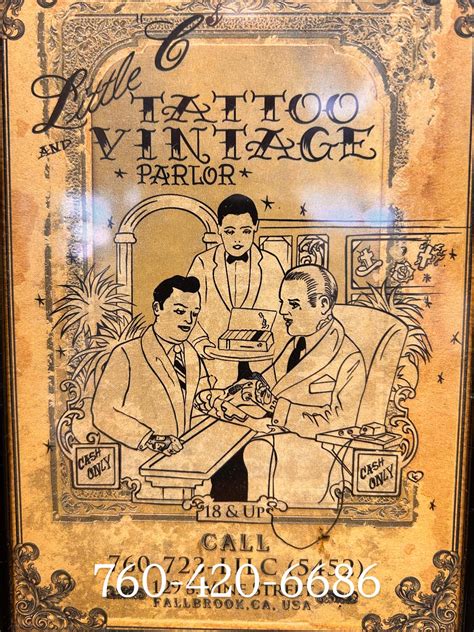 Little "C's"
TATTOO
AND VINTAGE
PARLOR
CASH ONLY
CASH ONLY
18 & UP
CALL
760-420-6686
FALLBROOK, CA. USA